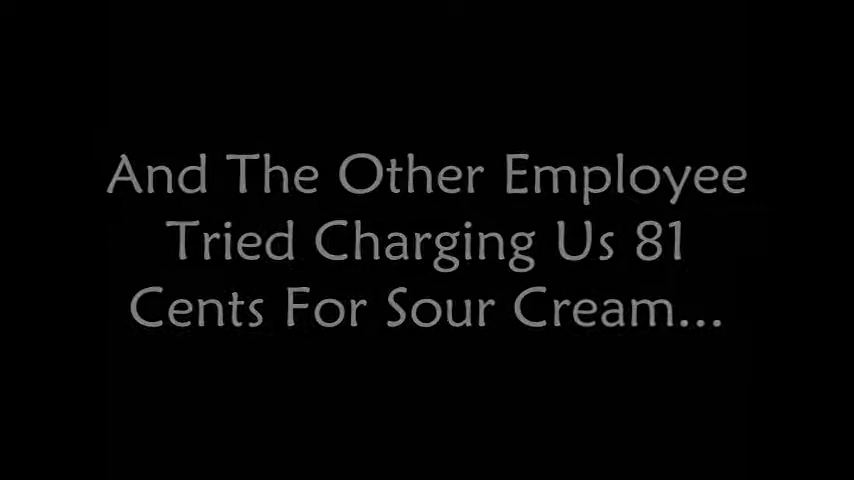 And The Other Employee
Tried Charging Us 81
Cents For Sour Cream...